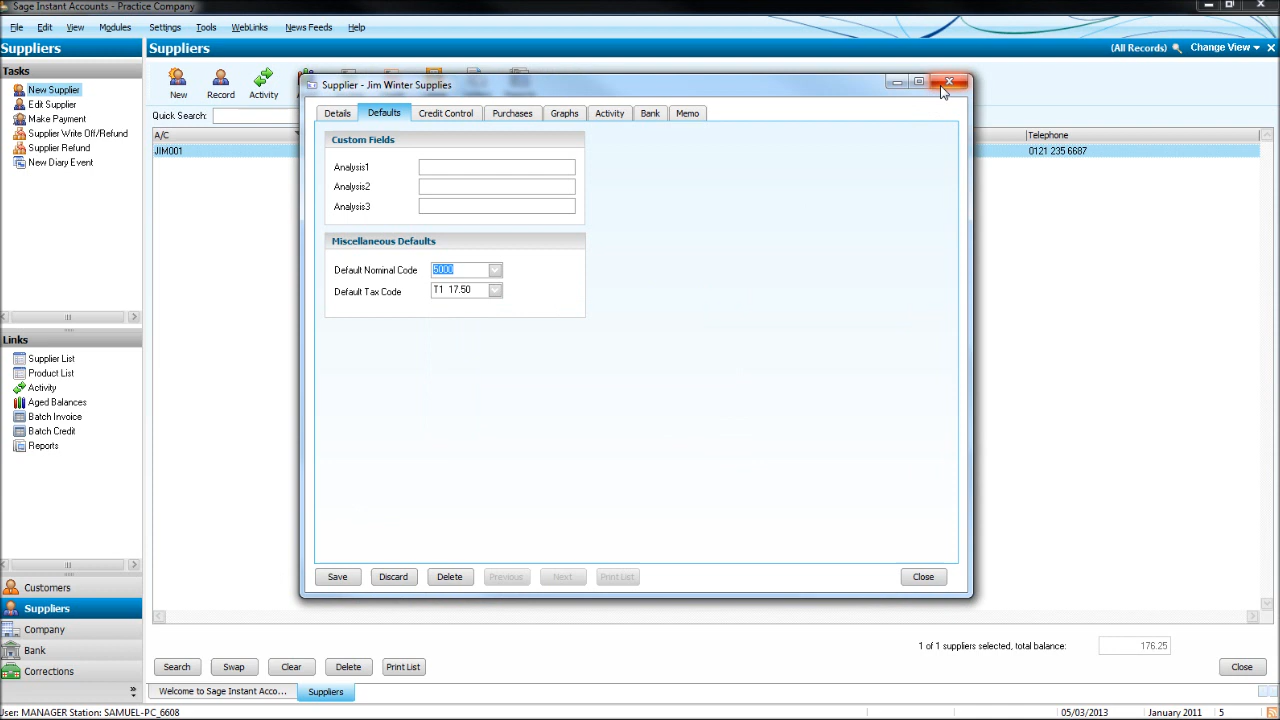 Sage Instant Accounts - Practice Company
File Edit View Modules Settings Tools WebLinks News Feeds Help
Suppliers
Suppliers
(All Records) Change View
Tasks
New Supplier
Edit Supplier
Make Payment
Supplier Write Off/Refund
Supplier Refund
New Diary Event
New Record Activity
Quick Search:
A/C
Telephone
JIM001
0121 235 6687
Supplier - Jim Winter Supplies
Details Defaults Credit Control Purchases Graphs Activity Bank Memo
Custom Fields
Analysis1
Analysis2
Analysis3
Miscellaneous Defaults
Default Nominal Code 5000
Default Tax Code T1 17.50
Save Discard Delete Previous Next Print List Close
Links
Supplier List
Product List
Activity
Aged Balances
Batch Invoice
Batch Credit
Reports
Customers
Suppliers
Company
Bank
Corrections
1 of 1 suppliers selected, total balance: 176.25
Search Swap Clear Delete Print List Close
Welcome to Sage Instant Acco... Suppliers
User: MANAGER Station: SAMUEL-PC_6608
05/03/2013 January 2011 5